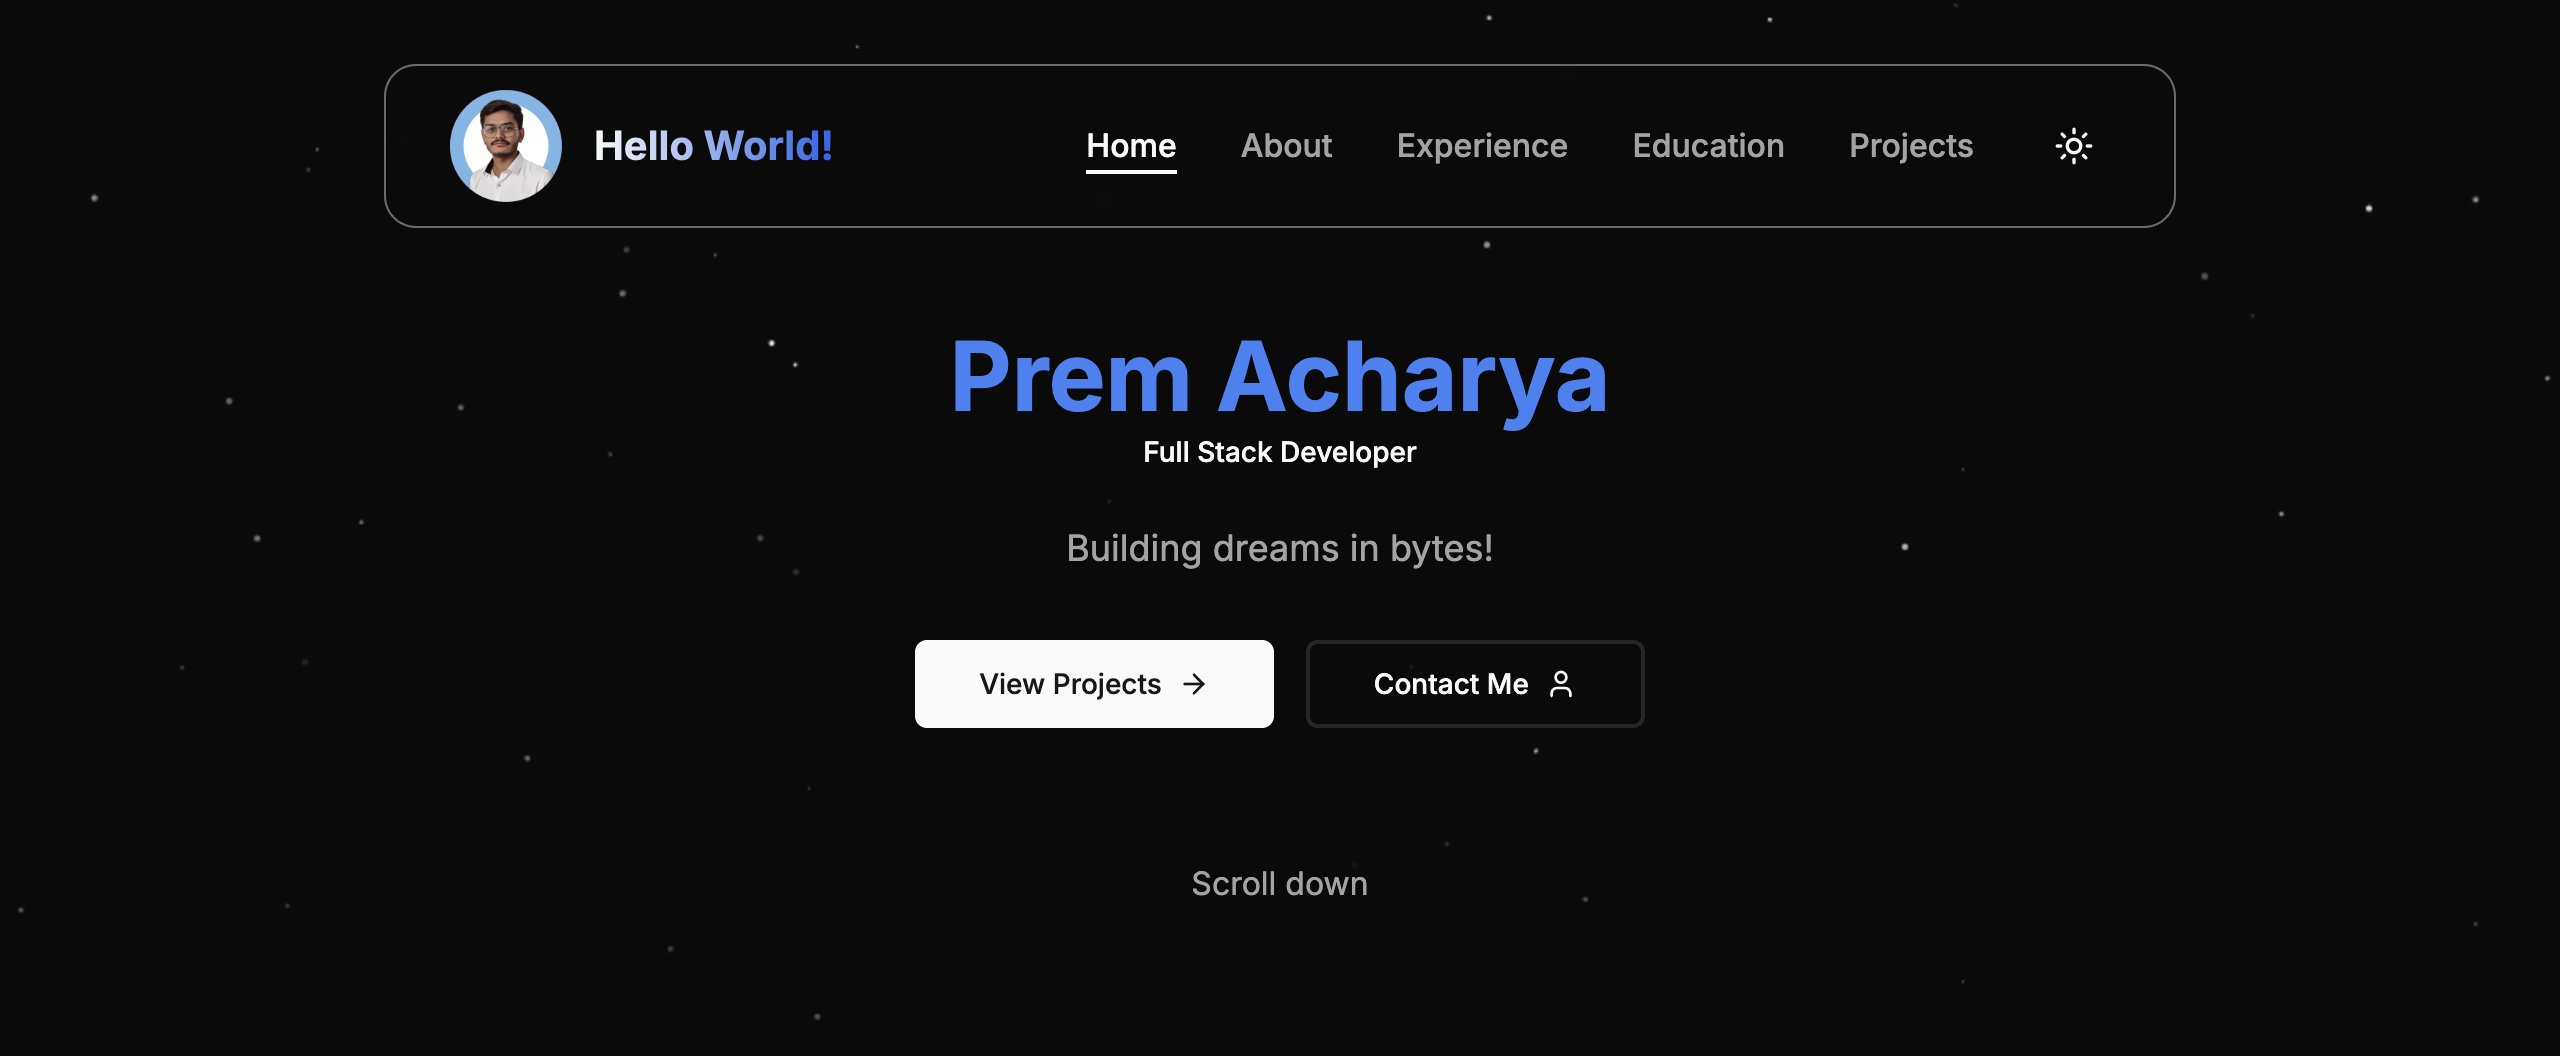 Hello World!
Home About Experience Education Projects
Prem Acharya
Full Stack Developer
Building dreams in bytes!
View Projects Contact Me
Scroll down